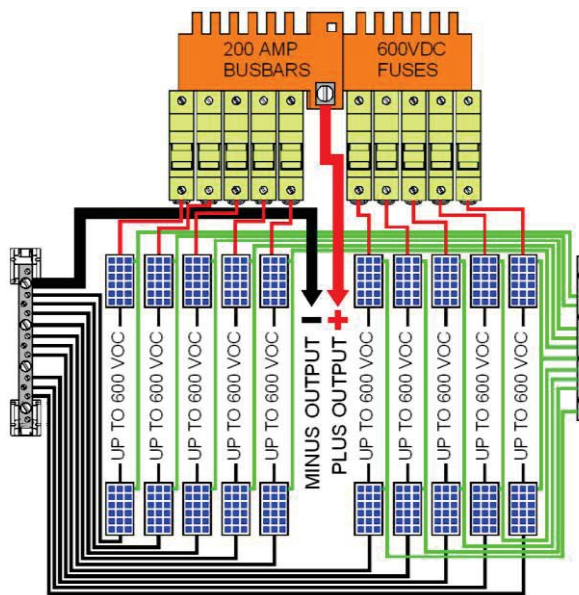 200 AMP
BUSBARS
600VDC
FUSES
UP TO 600 VOC
UP TO 600 VOC
UP TO 600 VOC
UP TO 600 VOC
UP TO 600 VOC
MINUS OUTPUT -
PLUS OUTPUT +
UP TO 600 VOC
UP TO 600 VOC
UP TO 600 VOC
UP TO 600 VOC
UP TO 600 VOC